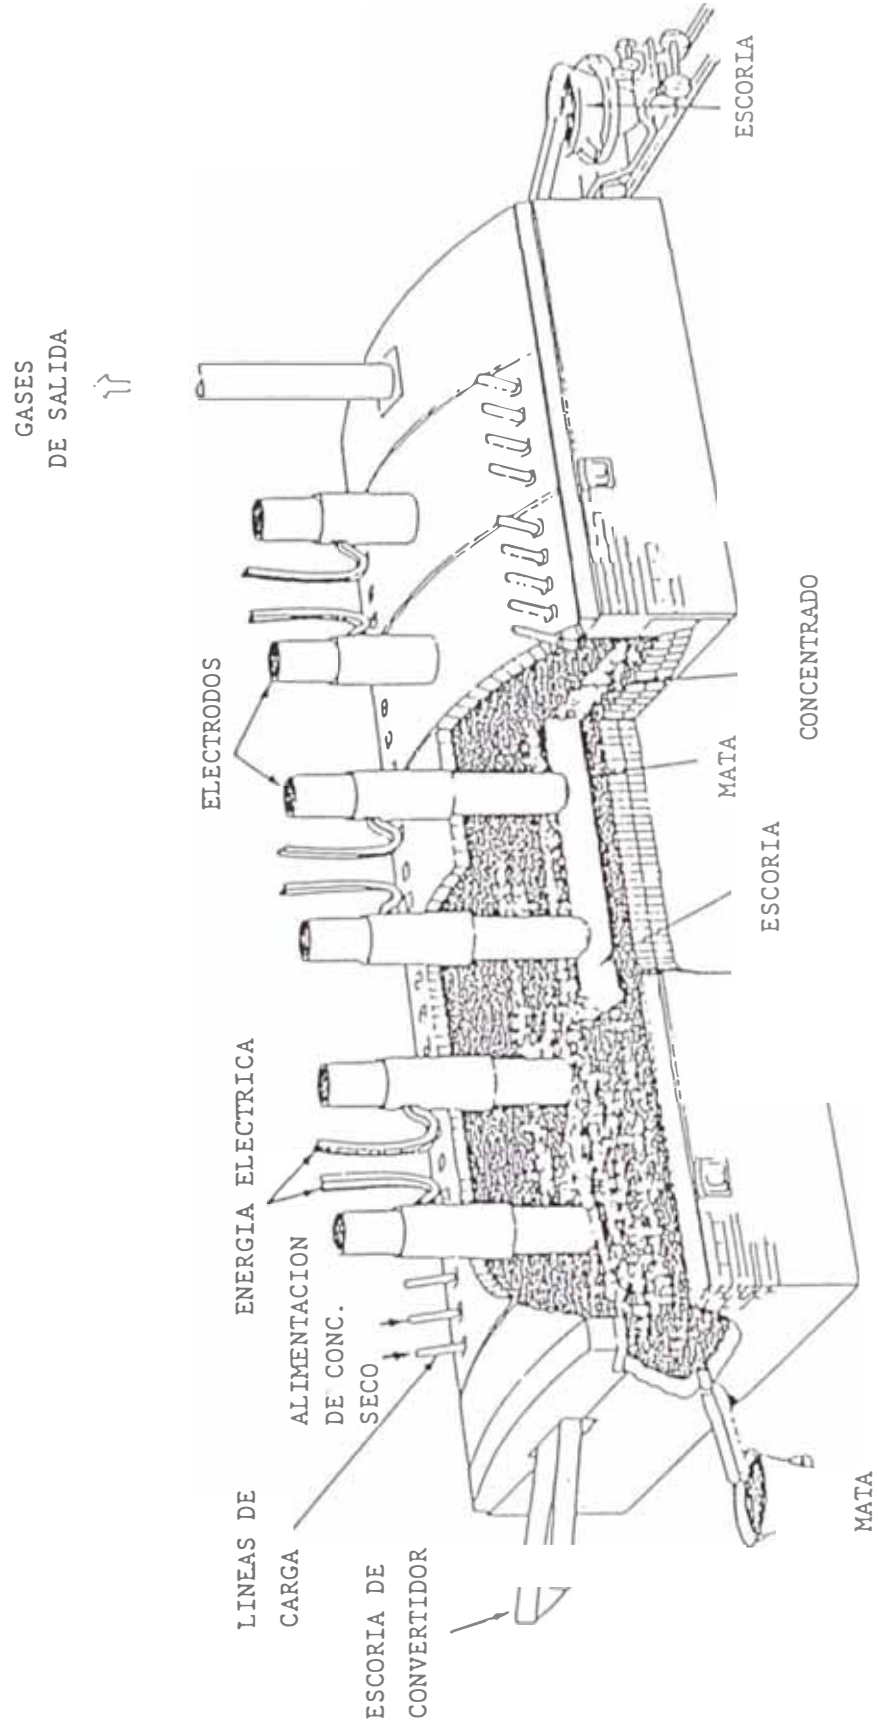 GASES
DE SALIDA
ELECTRODOS
ENERGIA ELECTRICA
ALIMENTACION
DE CONC.
SECO
LINEAS DE
CARGA
ESCORIA DE
CONVERTIDOR
ESCORIA
CONCENTRADO
MATA
ESCORIA
MATA